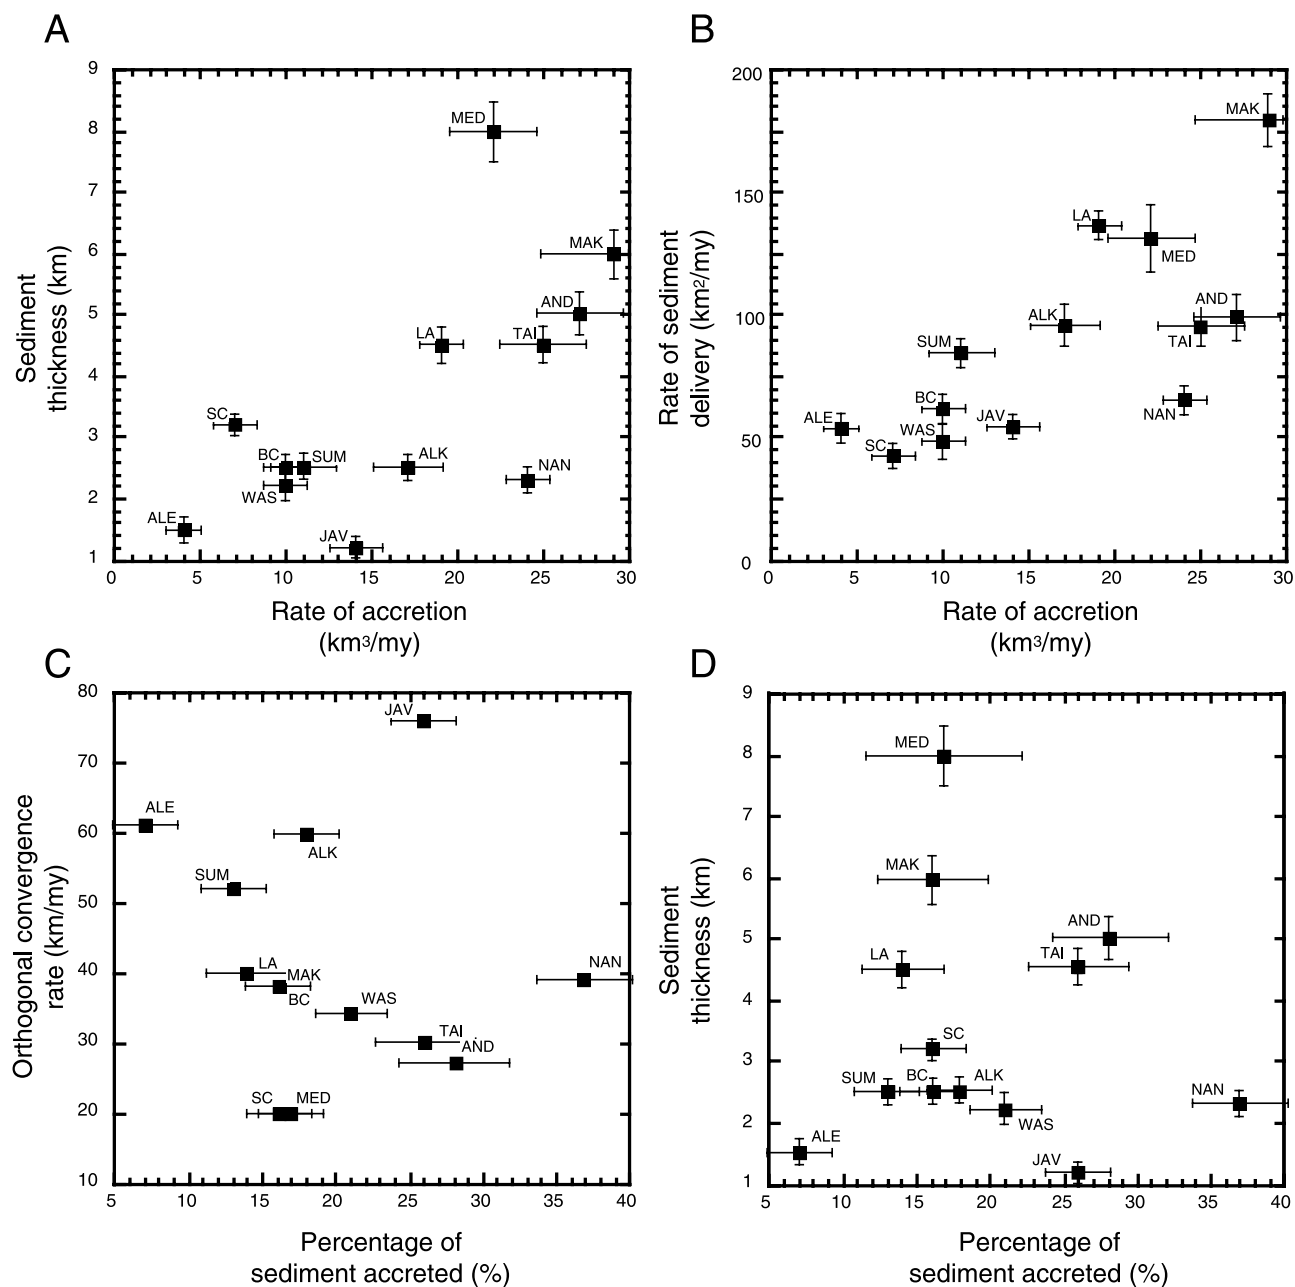 A
9
8
7
6
5
4
3
2
1
Sediment
thickness (km)
MED
MAK
AND
LA
TAI
SC
BC
SUM
ALK
NAN
WAS
ALE
JAV
0
5
10
15
20
25
30
Rate of accretion
(km3/my)
B
200
150
100
50
0
Rate of sediment
delivery (km2/my)
MAK
LA
MED
AND
ALK
TAI
SUM
BC
NAN
ALE
JAV
WAS
SC
0
5
10
15
20
25
30
Rate of accretion
(km3/my)
C
80
70
60
50
40
30
20
10
Orthogonal convergence
rate (km/my)
JAV
ALE
ALK
SUM
LA
MAK
NAN
BC
WAS
TAI
AND
SC
MED
5
10
15
20
25
30
35
40
Percentage of
sediment accreted (%)
D
9
8
7
6
5
4
3
2
1
Sediment
thickness (km)
MED
MAK
AND
LA
TAI
SC
SUM
BC
ALK
NAN
WAS
ALE
JAV
5
10
15
20
25
30
35
40
Percentage of
sediment accreted (%)